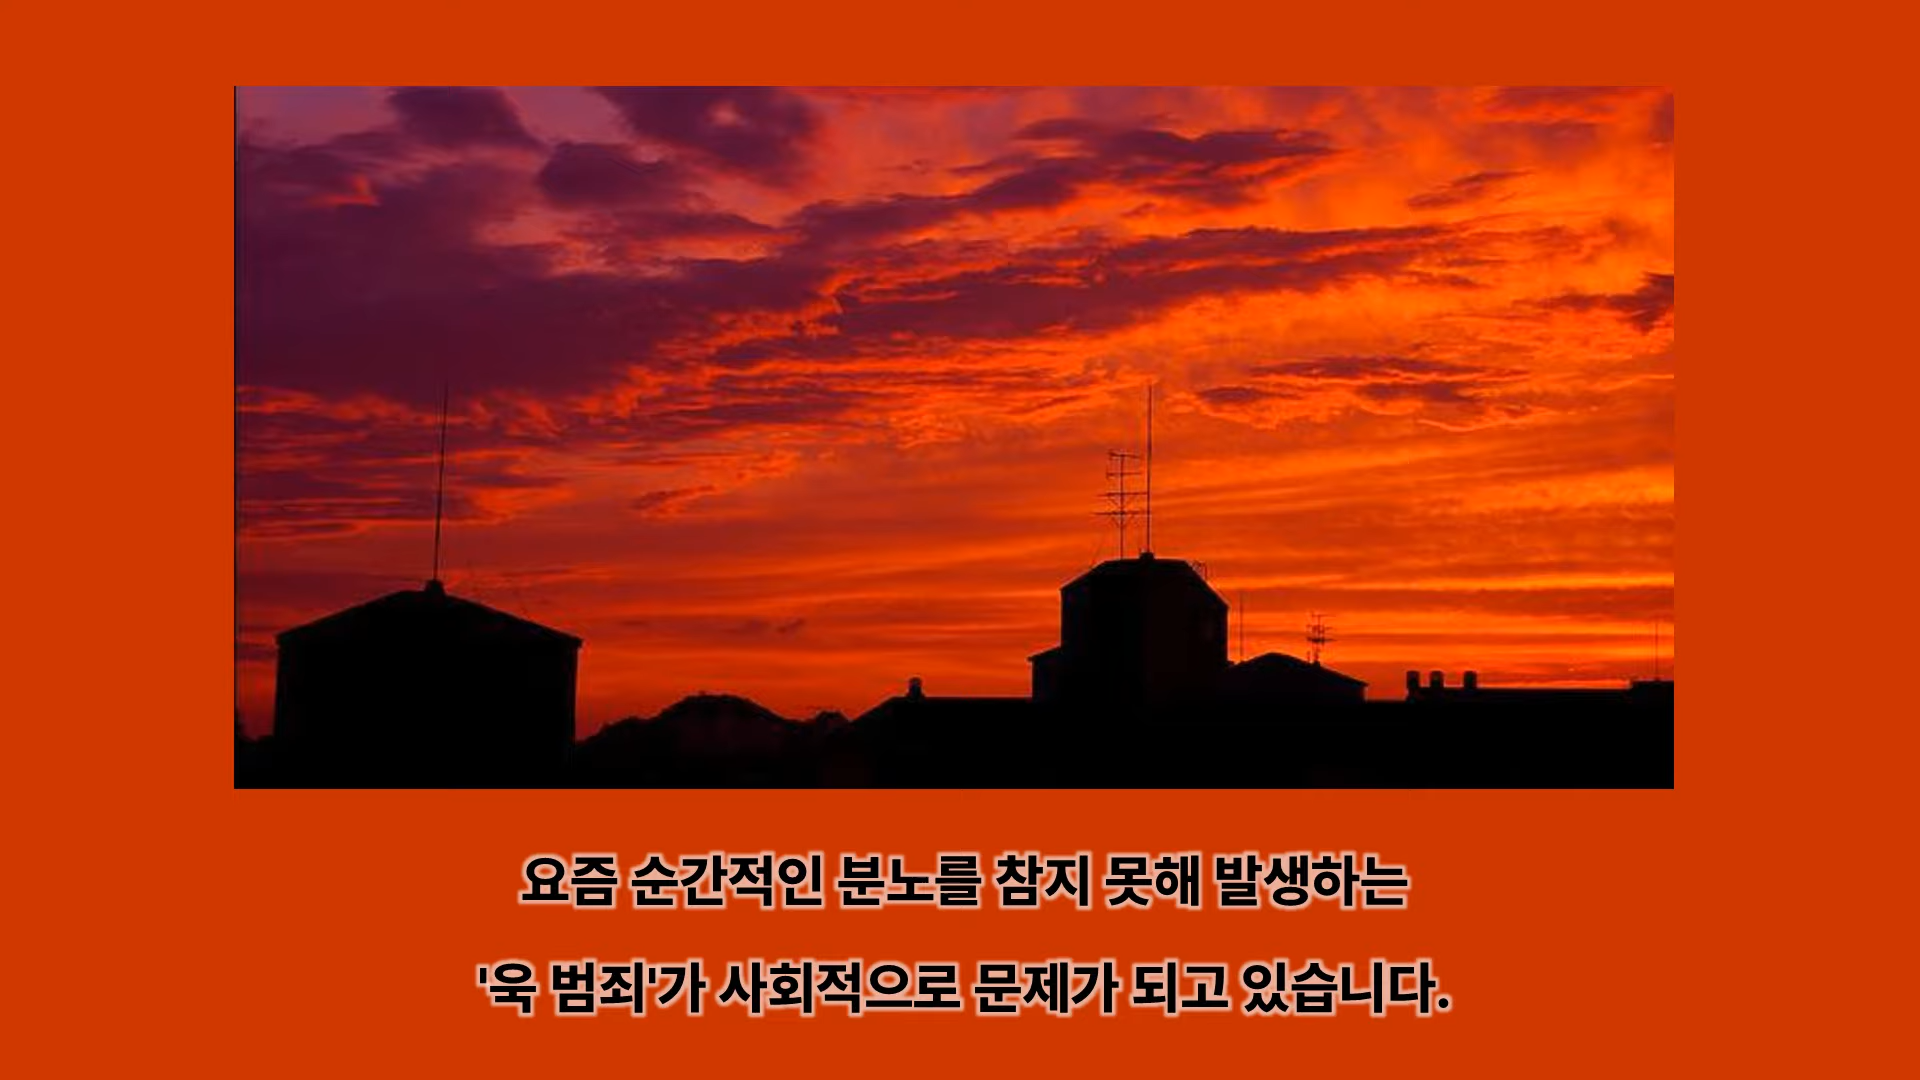 요즘 순간적인 분노를 참지 못해 발생하는
'욱 범죄'가 사회적으로 문제가 되고 있습니다.